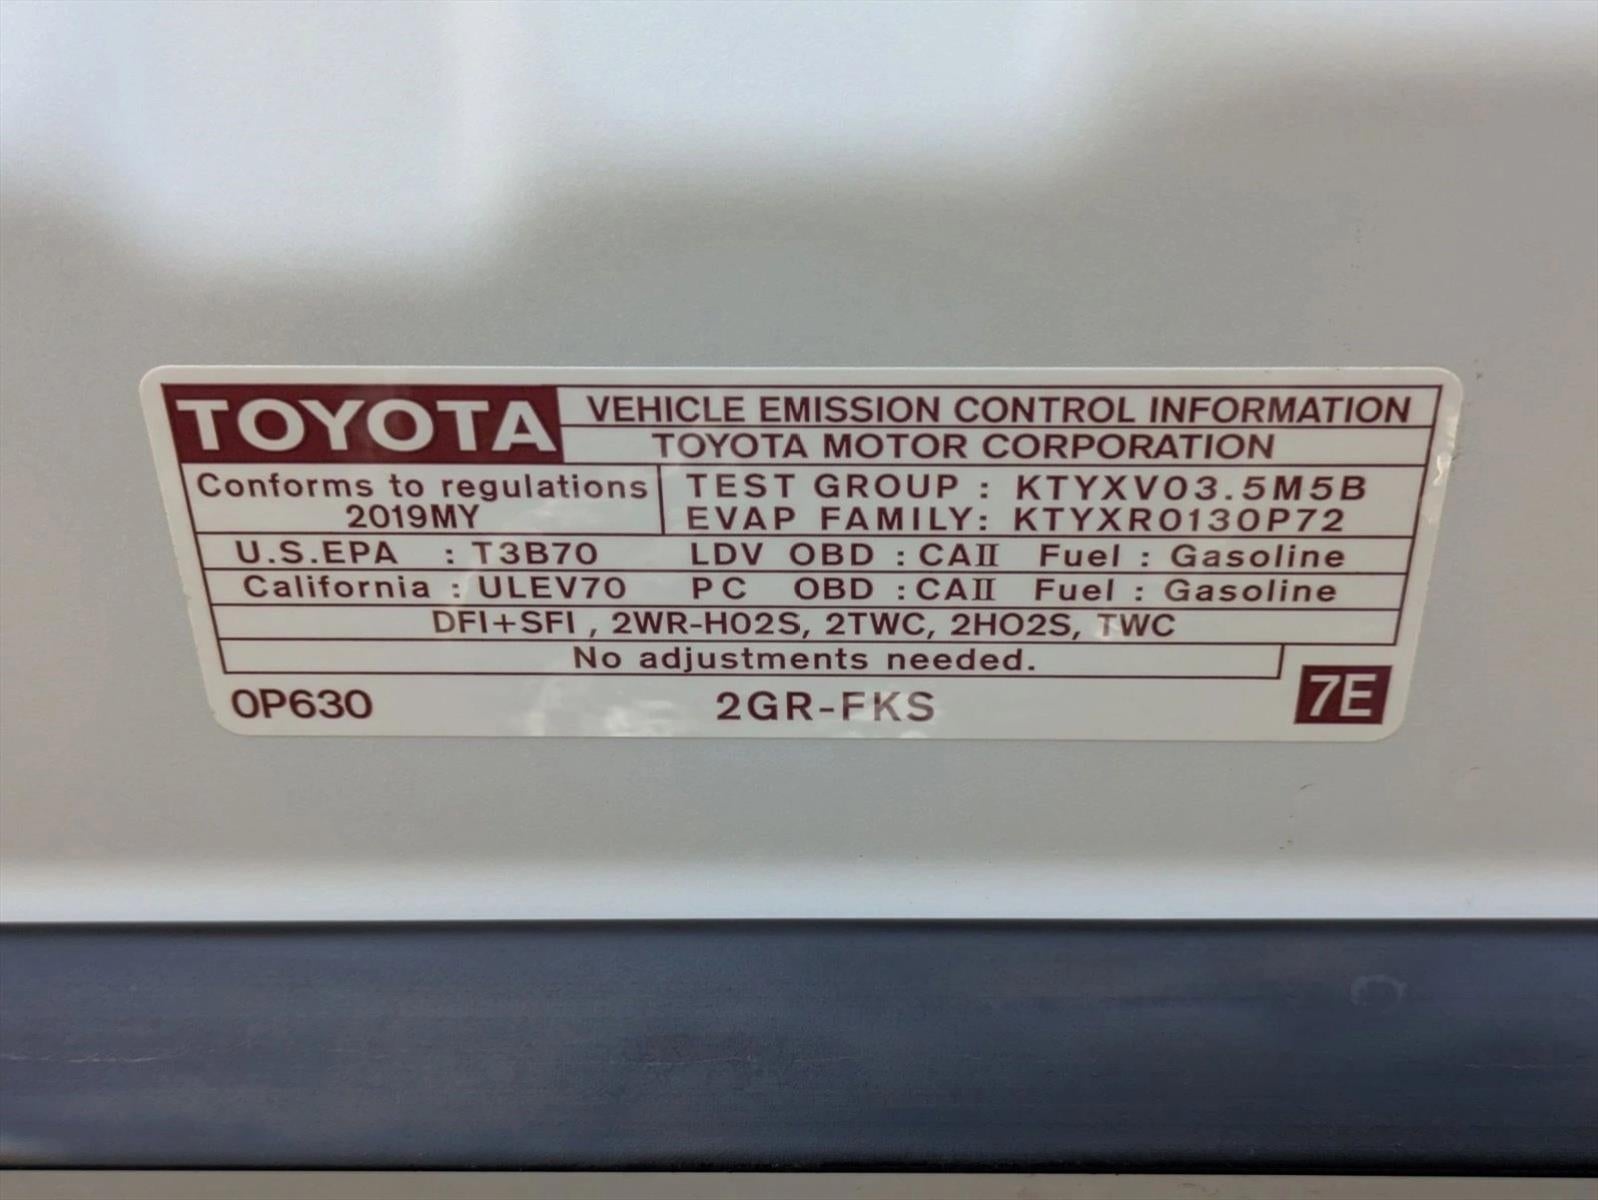 TOYOTA VEHICLE EMISSION CONTROL INFORMATION
TOYOTA MOTOR CORPORATION
Conforms to regulations
2019MY
TEST GROUP : KTYXV03.5M5B
EVAP FAMILY: KTYXR0130P72
U.S.EPA : T3B70 LDV OBD : CAII Fuel : Gasoline
California : ULEV70 PC OBD : CAII Fuel : Gasoline
DFI+SFI , 2WR-HO2S, 2TWC, 2HO2S, TWC
No adjustments needed.
0P630 2GR-FKS 7E